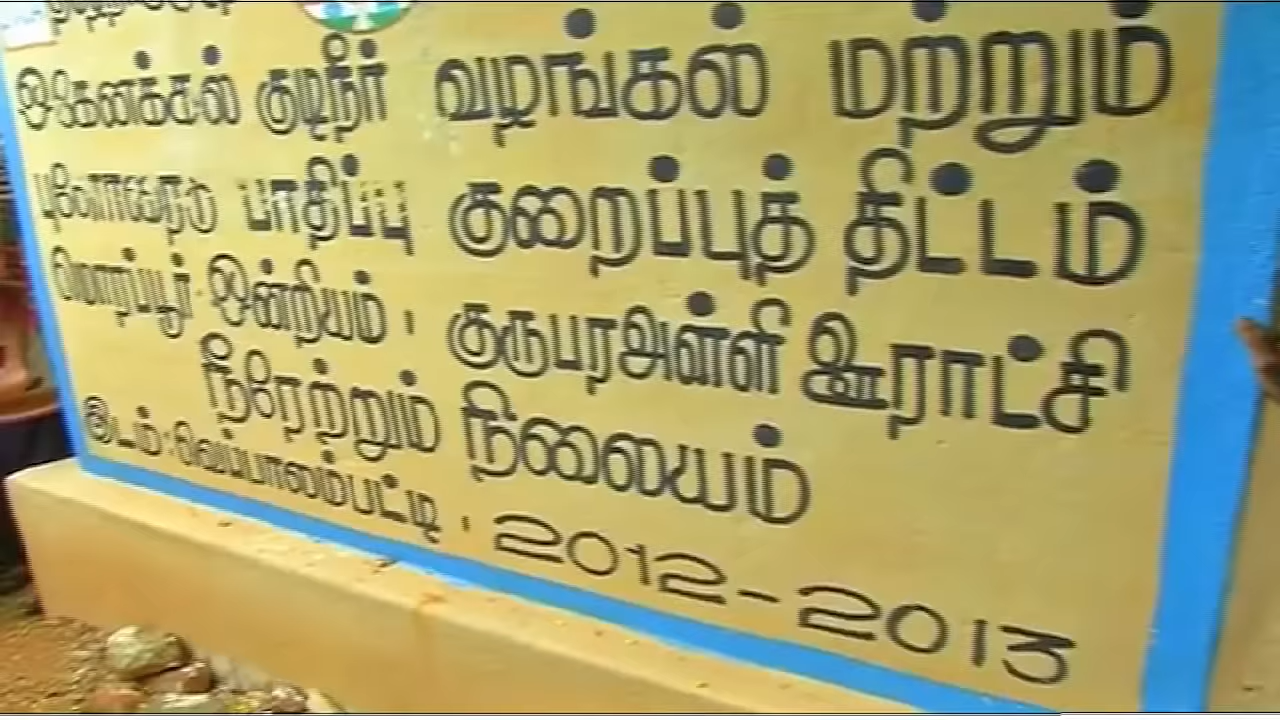 ஒகேனக்கல் குடிநீர் வழங்கல் மற்றும்
புளோரைடு பாதிப்பு குறைப்புத் திட்டம்
மொரப்பூர் ஒன்றியம் . குருபரஅள்ளி ஊராட்சி
நீரேற்றும் நிலையம்
இடம் : வெப்பாலம்பட்டி . 2012-2013